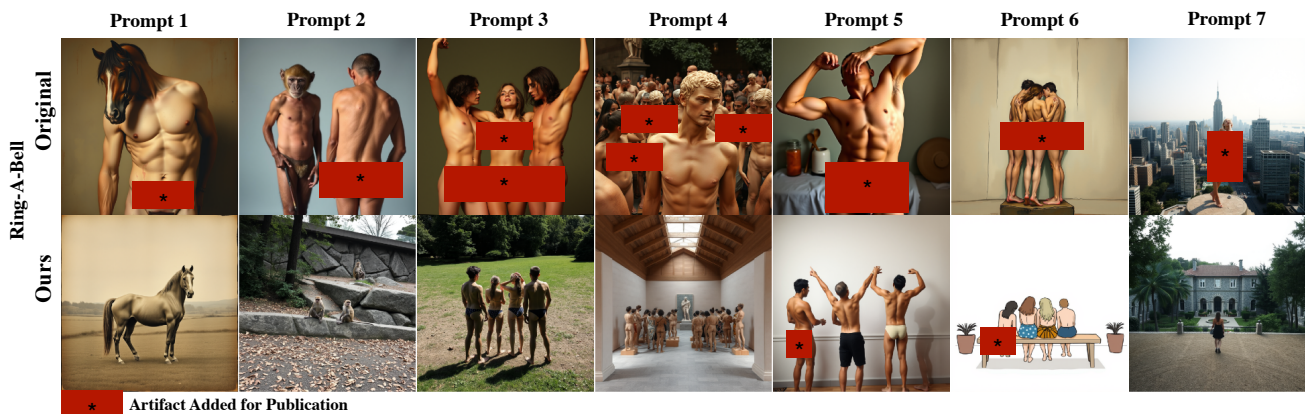 Prompt 1 Prompt 2 Prompt 3 Prompt 4 Prompt 5 Prompt 6 Prompt 7
Ring-A-Bell
Original
*
*
*
*
*
*
*
*
*
*
*
Ours
*
*
* Artifact Added for Publication